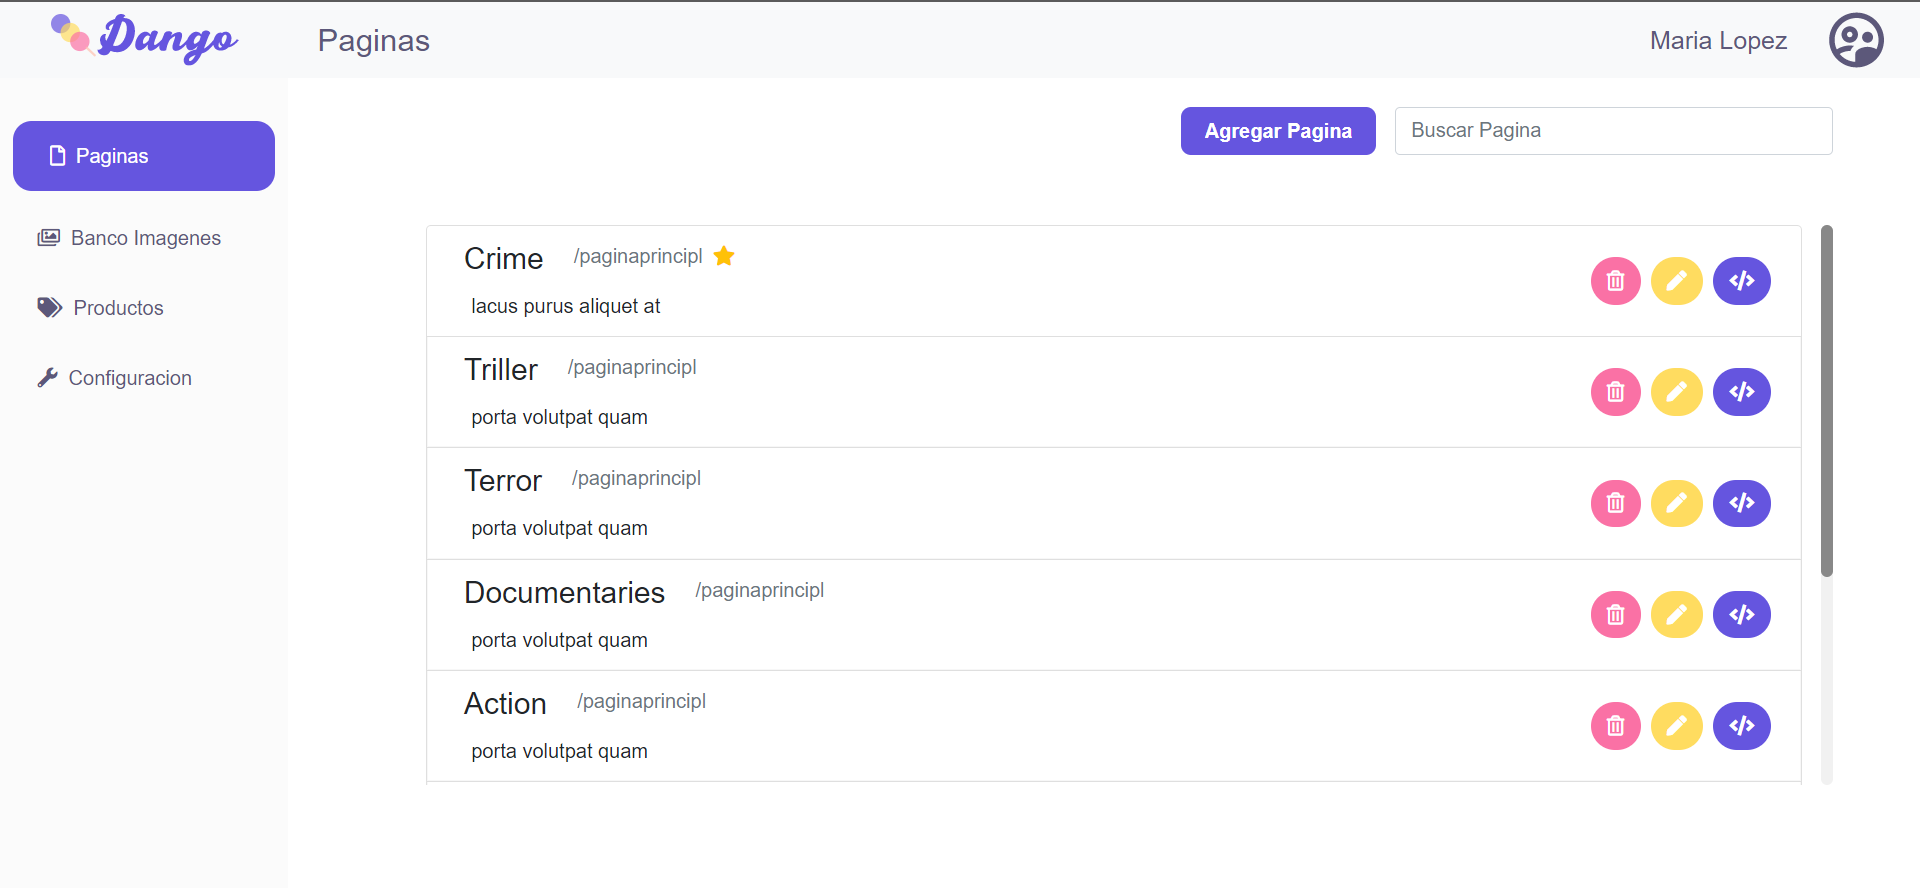 Dango
Paginas
Maria Lopez
Paginas
Banco Imagenes
Productos
Configuracion
Agregar Pagina
Buscar Pagina
Crime /paginaprincipl
lacus purus aliquet at
Triller /paginaprincipl
porta volutpat quam
Terror /paginaprincipl
porta volutpat quam
Documentaries /paginaprincipl
porta volutpat quam
Action /paginaprincipl
porta volutpat quam